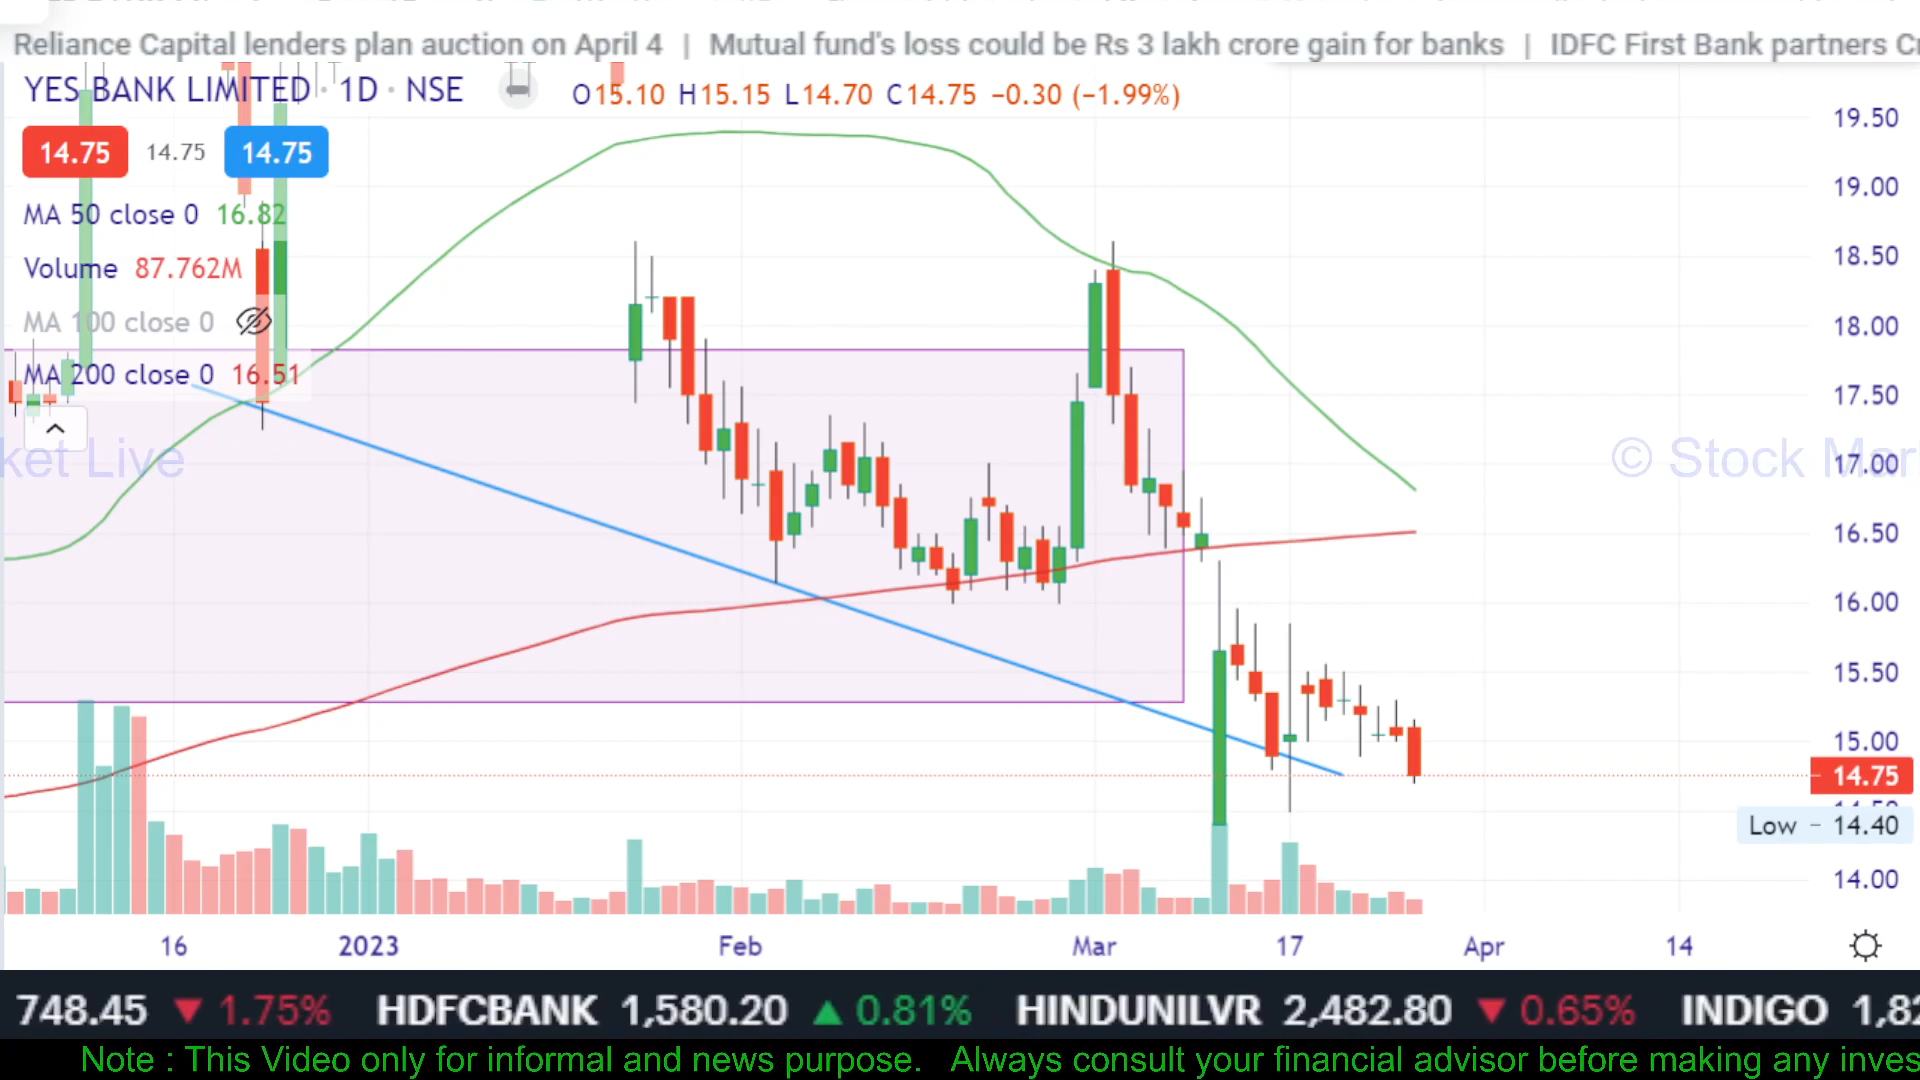 Reliance Capital lenders plan auction on April 4 | Mutual fund's loss could be Rs 3 lakh crore gain for banks | IDFC First Bank partners
YES BANK LIMITED · 1D · NSE O15.10 H15.15 L14.70 C14.75 −0.30 (−1.99%)
14.75 14.75 14.75
MA 50 close 0 16.82
Volume 87.762M
MA 100 close 0
MA 200 close 0 16.51
ket Live
© Stock Mar
19.50
19.00
18.50
18.00
17.50
17.00
16.50
16.00
15.50
15.00
14.75
Low − 14.40
14.00
16 2023 Feb Mar 17 Apr 14
748.45 ▼ 1.75% HDFCBANK 1,580.20 ▲ 0.81% HINDUNILVR 2,482.80 ▼ 0.65% INDIGO 1,82
Note : This Video only for informal and news purpose. Always consult your financial advisor before making any inves